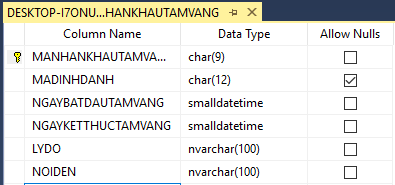 DESKTOP-I7ONU...HANKHAUTAMVANG
Column Name Data Type Allow Nulls
MANHANKHAUTAMVA... char(9)
MADINHDANH char(12)
NGAYBATDAUTAMVANG smalldatetime
NGAYKETTHUCTAMVANG smalldatetime
LYDO nvarchar(100)
NOIDEN nvarchar(100)